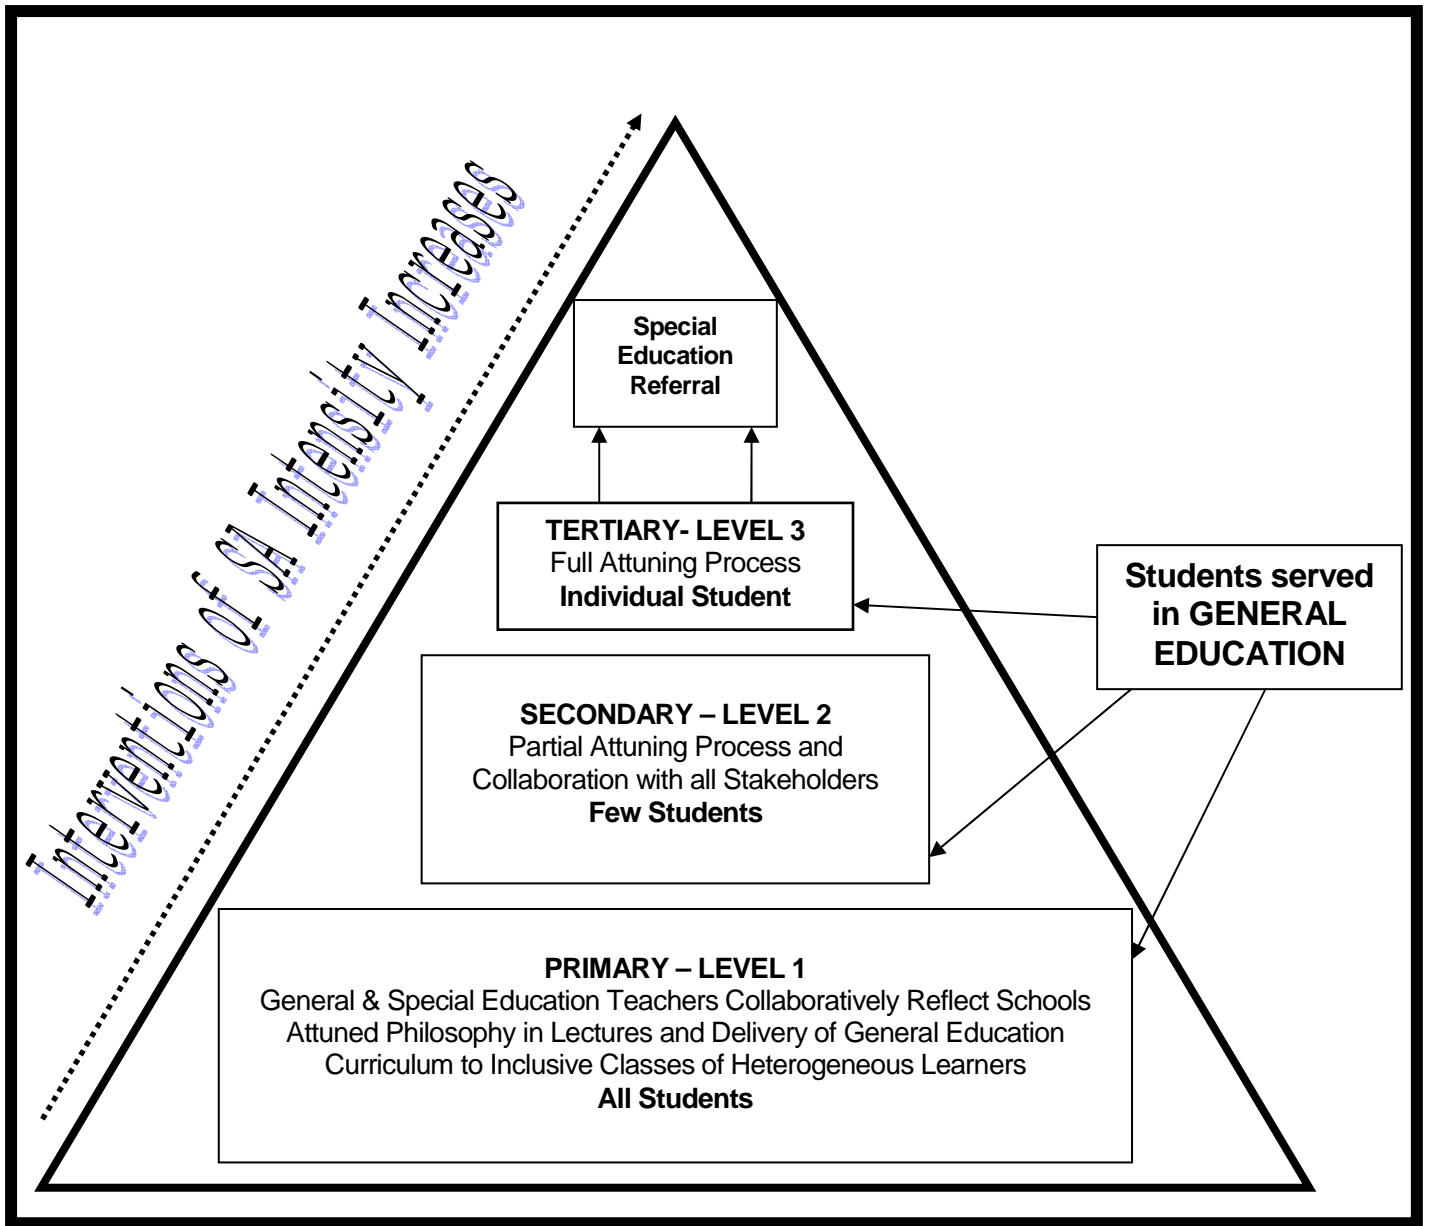 Interventions of SA Intensity Increases
Special
Education
Referral
TERTIARY- LEVEL 3
Full Attuning Process
Individual Student
Students served
in GENERAL
EDUCATION
SECONDARY – LEVEL 2
Partial Attuning Process and
Collaboration with all Stakeholders
Few Students
PRIMARY – LEVEL 1
General & Special Education Teachers Collaboratively Reflect Schools
Attuned Philosophy in Lectures and Delivery of General Education
Curriculum to Inclusive Classes of Heterogeneous Learners
All Students